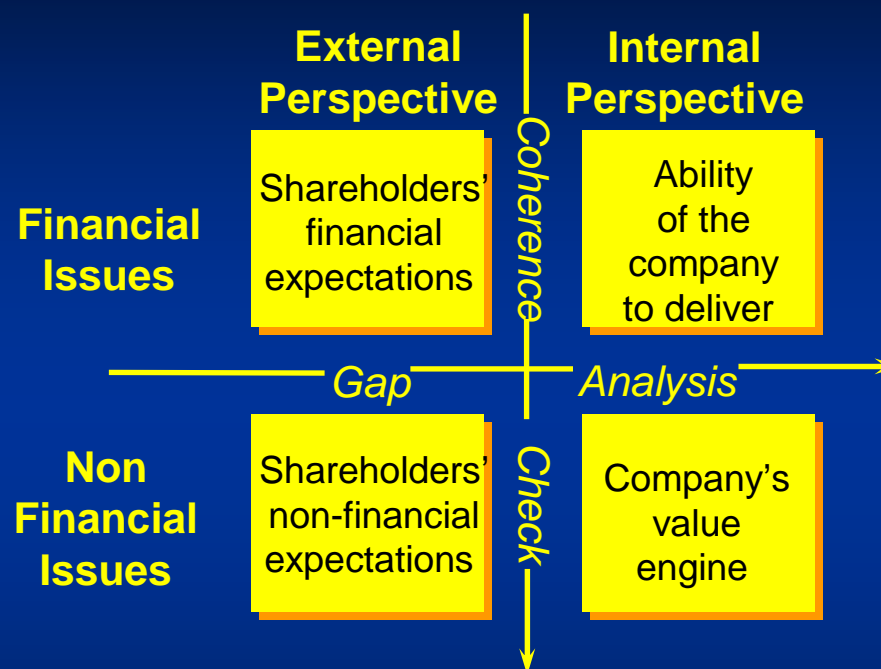 External
Perspective
Internal
Perspective
Coherence
Financial
Issues
Shareholders'
financial
expectations
Ability
of the
company
to deliver
Gap
Analysis
Non
Financial
Issues
Shareholders'
non-financial
expectations
Check
Company's
value
engine